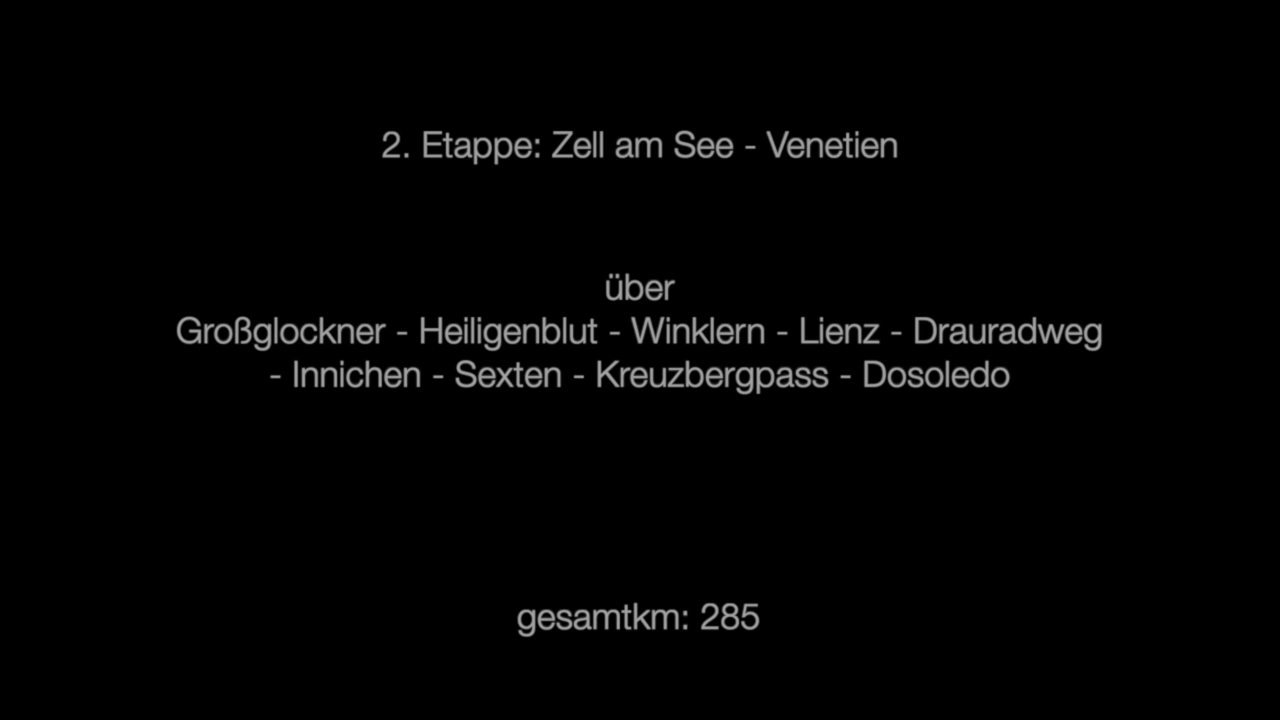 2. Etappe: Zell am See - Venetien
über
Großglockner - Heiligenblut - Winklern - Lienz - Drauradweg
- Innichen - Sexten - Kreuzbergpass - Dosoledo
gesamtkm: 285